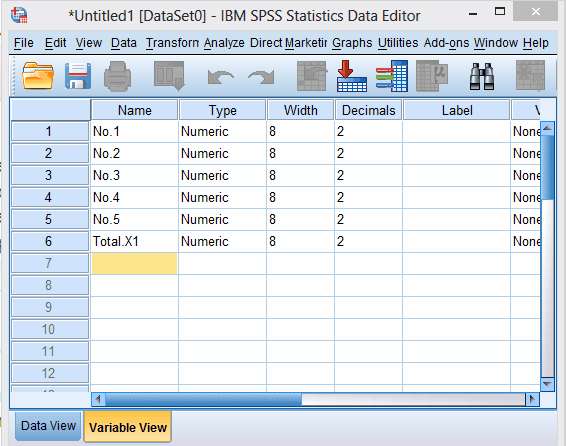 *Untitled1 [DataSet0] - IBM SPSS Statistics Data Editor
File Edit View Data Transform Analyze Direct Marketin Graphs Utilities Add-ons Window Help
Name Type Width Decimals Label V
1 No.1 Numeric 8 2 None
2 No.2 Numeric 8 2 None
3 No.3 Numeric 8 2 None
4 No.4 Numeric 8 2 None
5 No.5 Numeric 8 2 None
6 Total.X1 Numeric 8 2 None
7
8
9
10
11
12
Data View Variable View